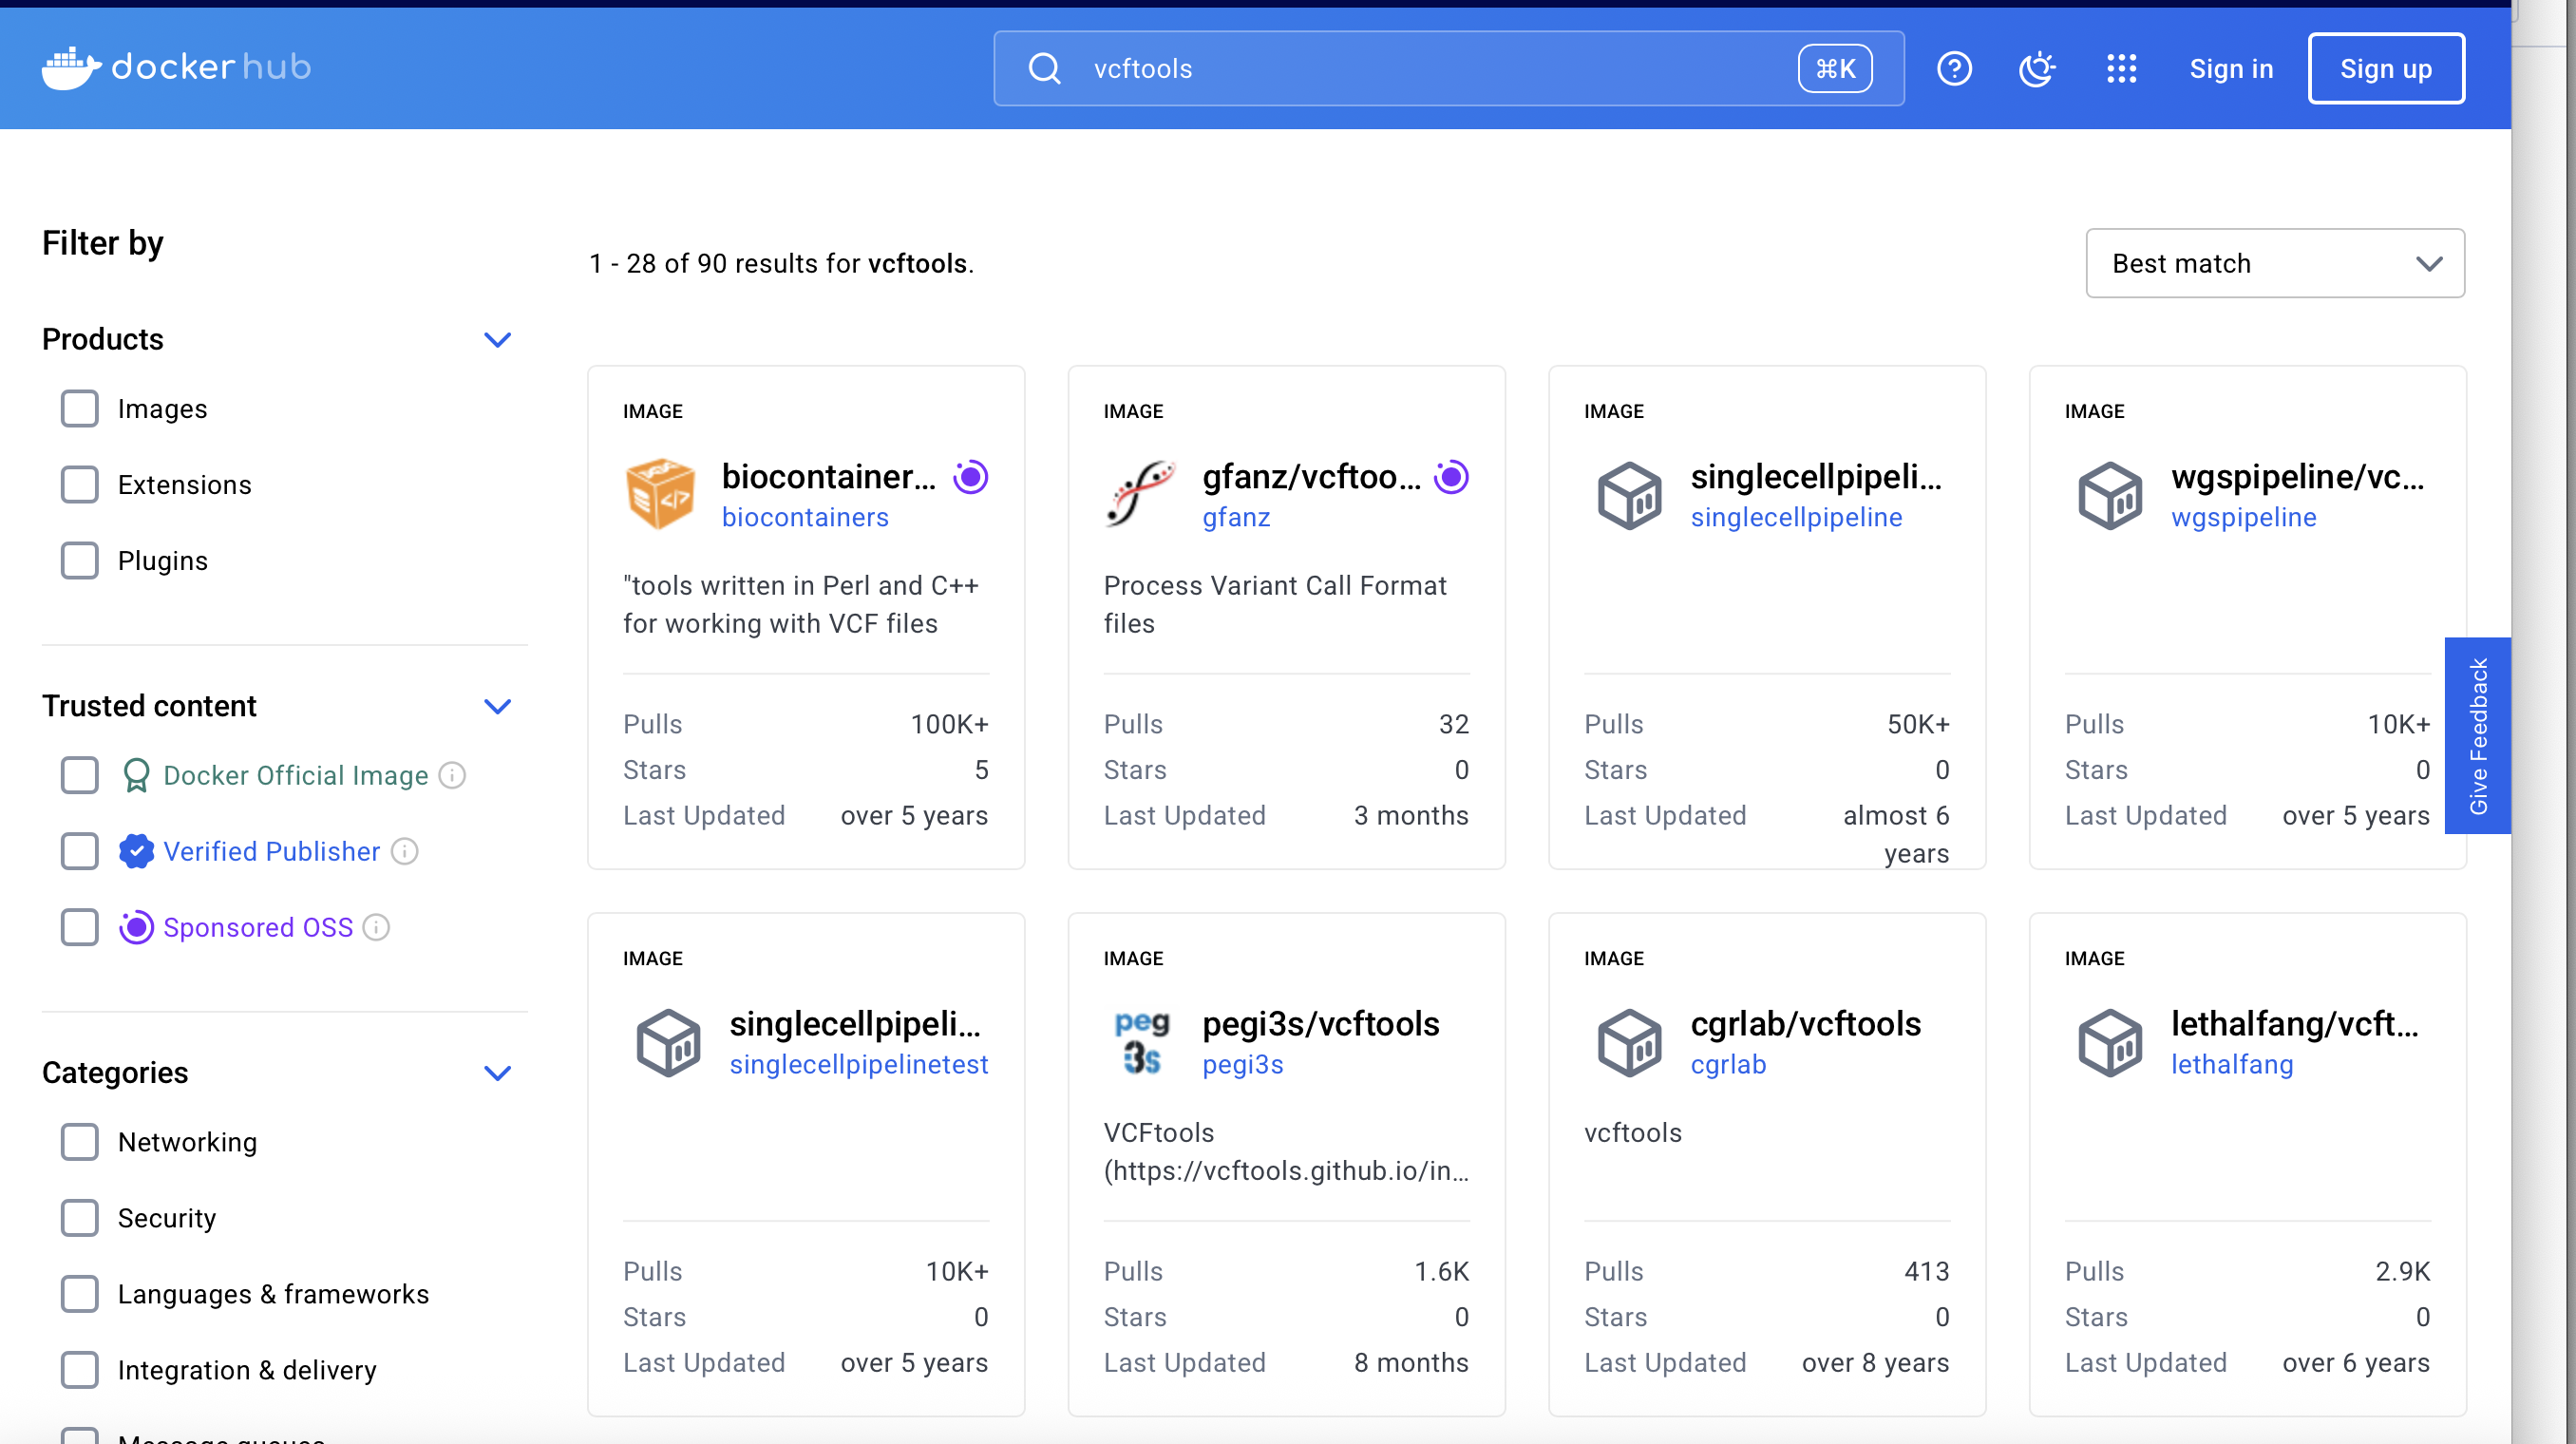 docker hub
vcftools
⌘K
Sign in
Sign up
Filter by
Products
Images
Extensions
Plugins
Trusted content
Docker Official Image
Verified Publisher
Sponsored OSS
Categories
Networking
Security
Languages & frameworks
Integration & delivery
1 - 28 of 90 results for vcftools.
Best match
IMAGE
biocontainer...
biocontainers
"tools written in Perl and C++
for working with VCF files
Pulls 100K+
Stars 5
Last Updated over 5 years
IMAGE
gfanz/vcftoo...
gfanz
Process Variant Call Format
files
Pulls 32
Stars 0
Last Updated 3 months
IMAGE
singlecellpipeli...
singlecellpipeline
Pulls 50K+
Stars 0
Last Updated almost 6
years
IMAGE
wgspipeline/vc...
wgspipeline
Pulls 10K+
Stars 0
Last Updated over 5 years
Give Feedback
IMAGE
singlecellpipeli...
singlecellpipelinetest
Pulls 10K+
Stars 0
Last Updated over 5 years
IMAGE
peg
3s
pegi3s/vcftools
pegi3s
VCFtools
(https://vcftools.github.io/in...
Pulls 1.6K
Stars 0
Last Updated 8 months
IMAGE
cgrlab/vcftools
cgrlab
vcftools
Pulls 413
Stars 0
Last Updated over 8 years
IMAGE
lethalfang/vcft...
lethalfang
Pulls 2.9K
Stars 0
Last Updated over 6 years